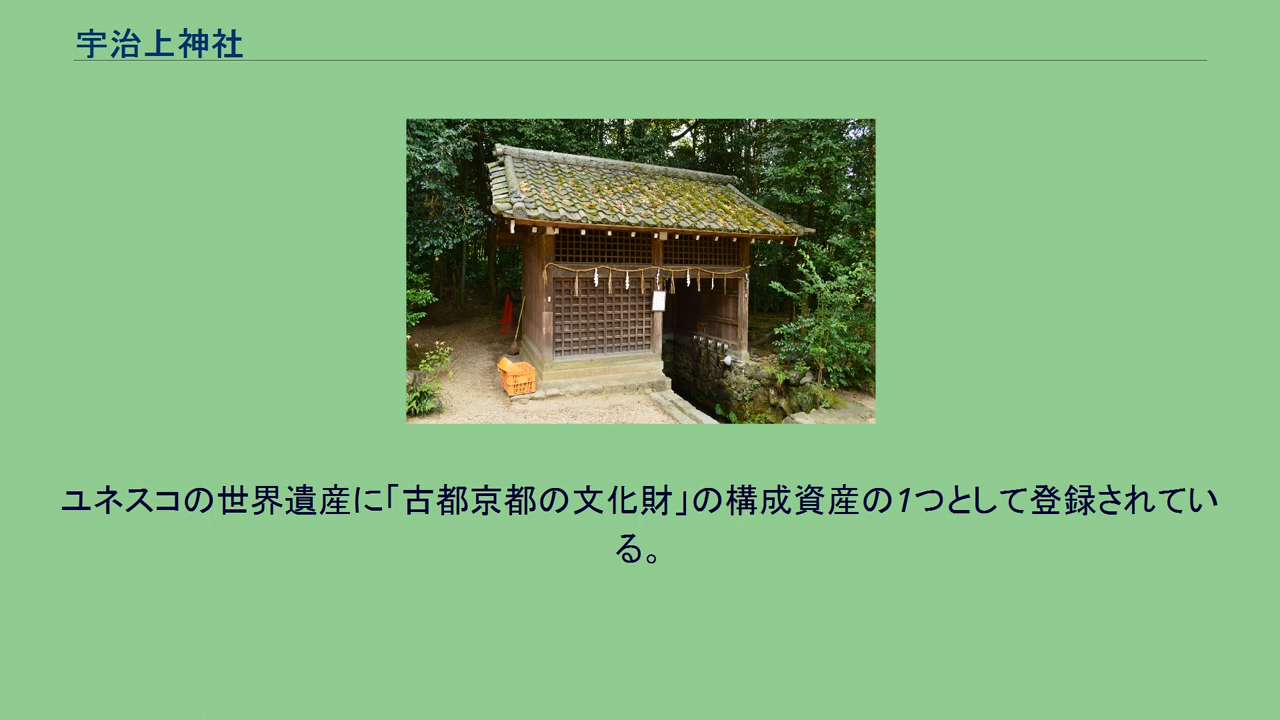 宇治上神社
ユネスコの世界遺産に「古都京都の文化財」の構成資産の1つとして登録されてい
る。